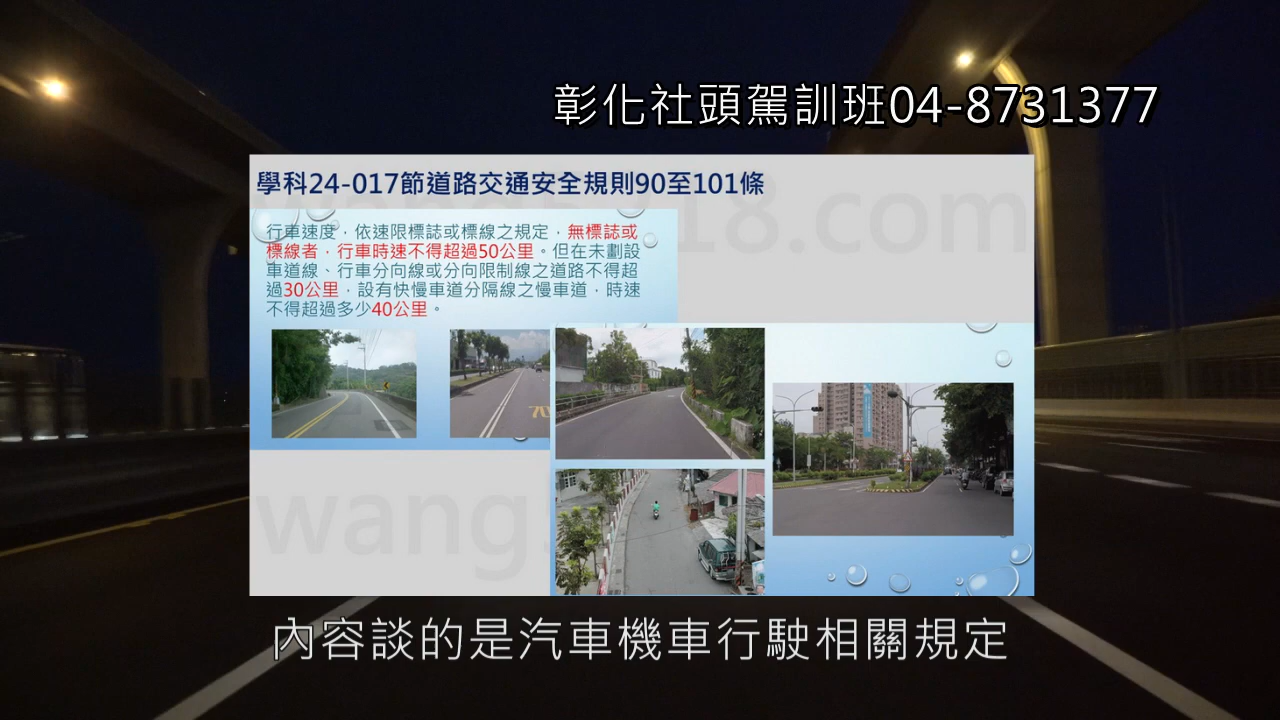 彰化社頭駕訓班04-8731377
學科24-017節道路交通安全規則90至101條
行車速度，依速限標誌或標線之規定，無標誌或
標線者，行車時速不得超過50公里。但在未劃設
車道線、行車分向線或分向限制線之道路不得超
過30公里，設有快慢車道分隔線之慢車道，時速
不得超過多少40公里。
70
內容談的是汽車機車行駛相關規定